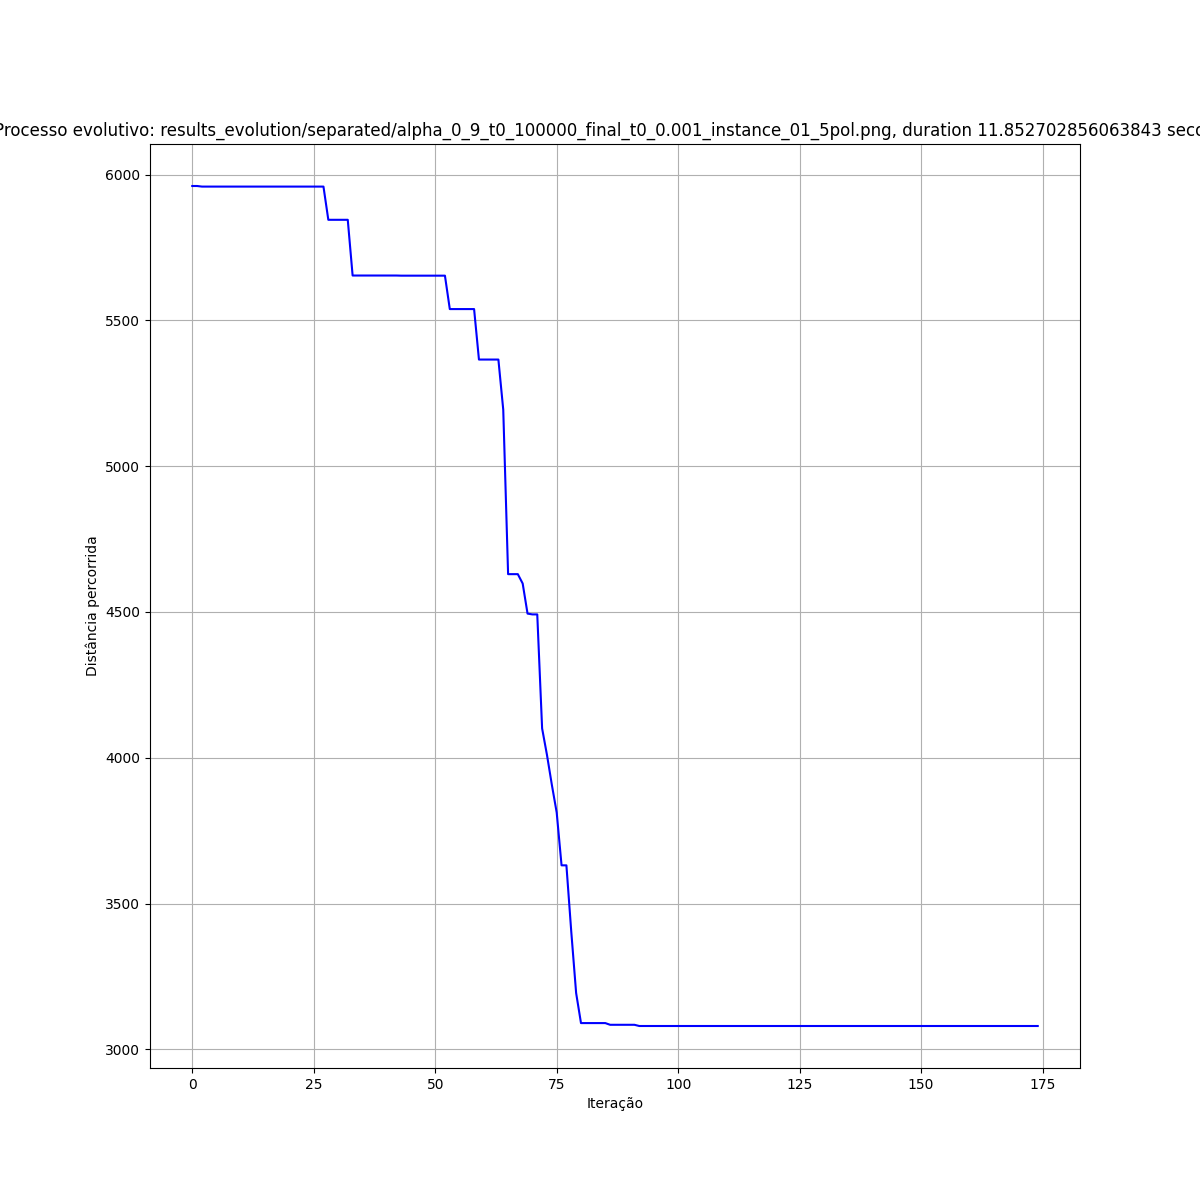 Processo evolutivo: results_evolution/separated/alpha_0_9_t0_100000_final_t0_0.001_instance_01_5pol.png, duration 11.852702856063843
6000
5500
5000
4500
4000
3500
3000
Distância percorrida
0 25 50 75 100 125 150 175
Iteração